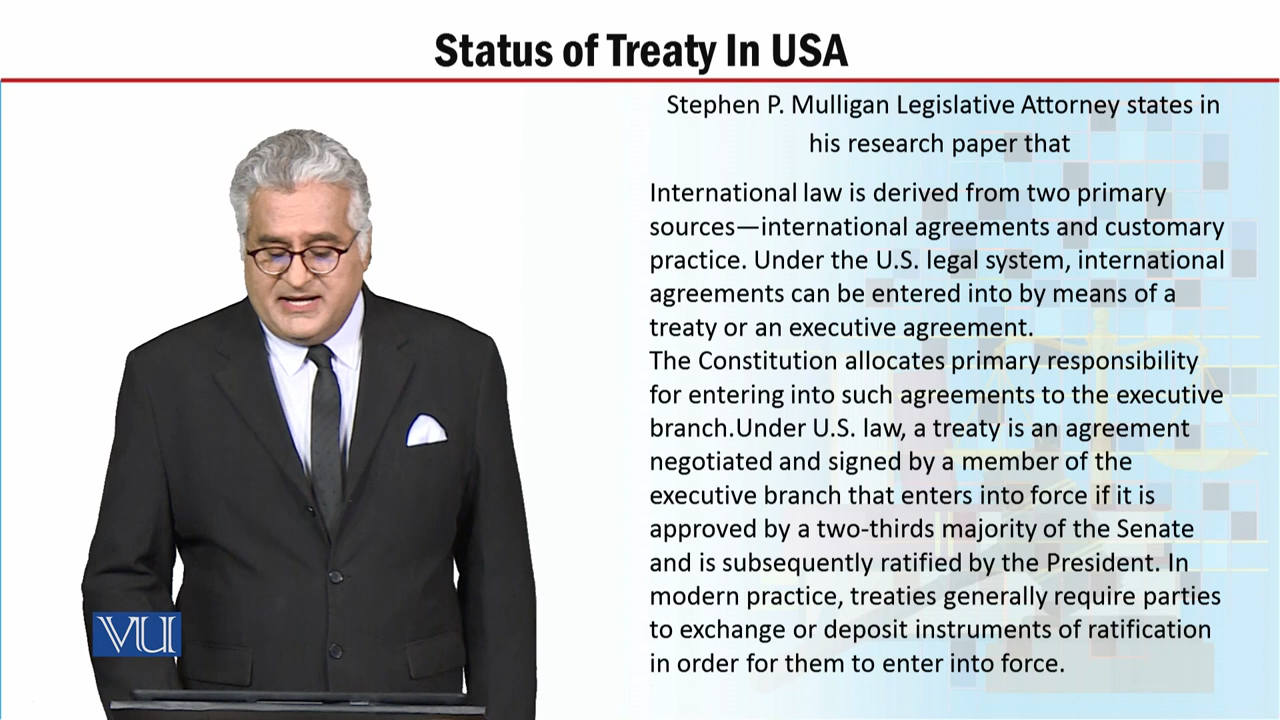 Status of Treaty In USA
Stephen P. Mulligan Legislative Attorney states in
his research paper that
International law is derived from two primary
sources—international agreements and customary
practice. Under the U.S. legal system, international
agreements can be entered into by means of a
treaty or an executive agreement.
The Constitution allocates primary responsibility
for entering into such agreements to the executive
branch.Under U.S. law, a treaty is an agreement
negotiated and signed by a member of the
executive branch that enters into force if it is
approved by a two-thirds majority of the Senate
and is subsequently ratified by the President. In
modern practice, treaties generally require parties
to exchange or deposit instruments of ratification
in order for them to enter into force.
VU